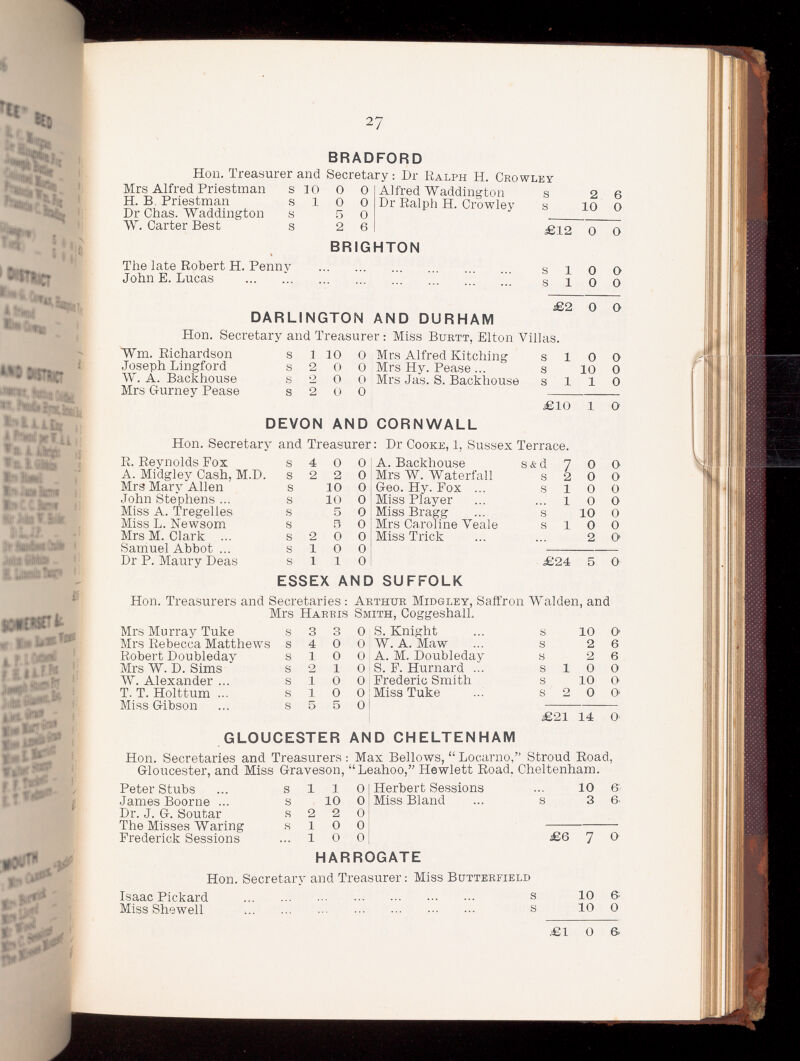 27
BRADFORD
Hon. Treasurer and Secretary: Dr RALPH H. CROWLEY
Mrs Alfred Priestman s 10 0 0
H. B. Priestman s 1 0 0
Dr Chas. Waddington s 5 0
W. Carter Best s 2 6
Alfred Waddington s 2 6
Dr Ralph H. Crowley s 10 0
£12 0 0
BRIGHTON
The late Robert H. Penny ... ... ... ... ... ... s 1 0 0
John E. Lucas ... ... ... ... ... ... ... ... s 1 0 0
£2 0 0
DARLINGTON AND DURHAM
Hon. Secretary and Treasurer: Miss BURTT, Elton Villas.
Wm. Richardson s 1 10 0
Joseph Lingford s 2 0 0
W. A. Backhouse s 2 0 0
Mrs Gurney Pease s 2 0 0
Mrs Alfred Kitching s 1 0 0
Mrs Hy. Pease ... s 10 0
Mrs Jas. S. Backhouse s 1 1 0
£10 1 0
DEVON AND CORNWALL
Hon. Secretary and Treasurer: Dr COOKE, 1, Sussex Terrace.
R. Reynolds Fox s 4 0 0
A. Midgley Cash, M.D. s 2 2 0
Mrs Mary Allen s 10 0
John Stephens ... s 10 0
Miss A. Tregelles s 5 0
Miss L. Newsom s 5 0
Mrs M. Clark ... s 2 0 0
Samuel Abbot ... s 1 0 0
Dr P. Maury Deas s 1 1 0
A. Backhouse s & d 7 0 0
Mrs W. Waterfall s 2 0 0
Geo. Hy. Fox ... s 1 0 0
Miss Player ... ... 1 0 0
Miss Bragg ... s 10 0
Mrs Caroline Veale s 1 0 0
Miss Trick ... ... 2 0
£24 5 0
ESSEX AND SUFFOLK
Hon. Treasurers and Secretaries: ARTHUR MIDGLEY, Saffron Walden, and
Mrs HARRIS SMITH, Coggeshall.
Mrs Murray Tuke s 3 3 0
Mrs Rebecca Matthews s 4 0 0
Robert Doubleday s 1 0 0
Mrs W. D. Sims s 2 1 0
W. Alexander ... s 1 0 0
T. T. Holttum ... s 1 0 0
Miss Gibson ... s 5 5 0
S. Knight ... s 10 0
W. A. Maw ... s 2 6
A. M. Doubleday s 2 6
S. F. Hurnard ... s 1 0 0
Frederic Smith s 10 0
Miss Tuke ... s 2 0 0
£21 14 0
GLOUCESTER AND CHELTENHAM
Hon. Secretaries and Treasurers: Max Bellows, "Locarno," Stroud Road,
Gloucester, and Miss Graveson, "Leahoo," Hewlett Road. Cheltenham.
Peter Stubs ... s 1 1 0
James Boorne ... s 10 0
Dr. J. G. Soutar s 2 2 0
The Misses Waring s 1 0 0
Frederick Sessions ... 1 0 0
Herbert Sessions ... 10 6
Miss Bland ... s 3 6
£6 7 0
HARROGATE
Hon. Secretary and Treasurer: Miss BUTTERFIELD
Isaac Pickard ... ... ... ... ... ... ... s 10 6
Miss Shewell ... ... ... ... ... ... ... s 10 0
£1 0 6